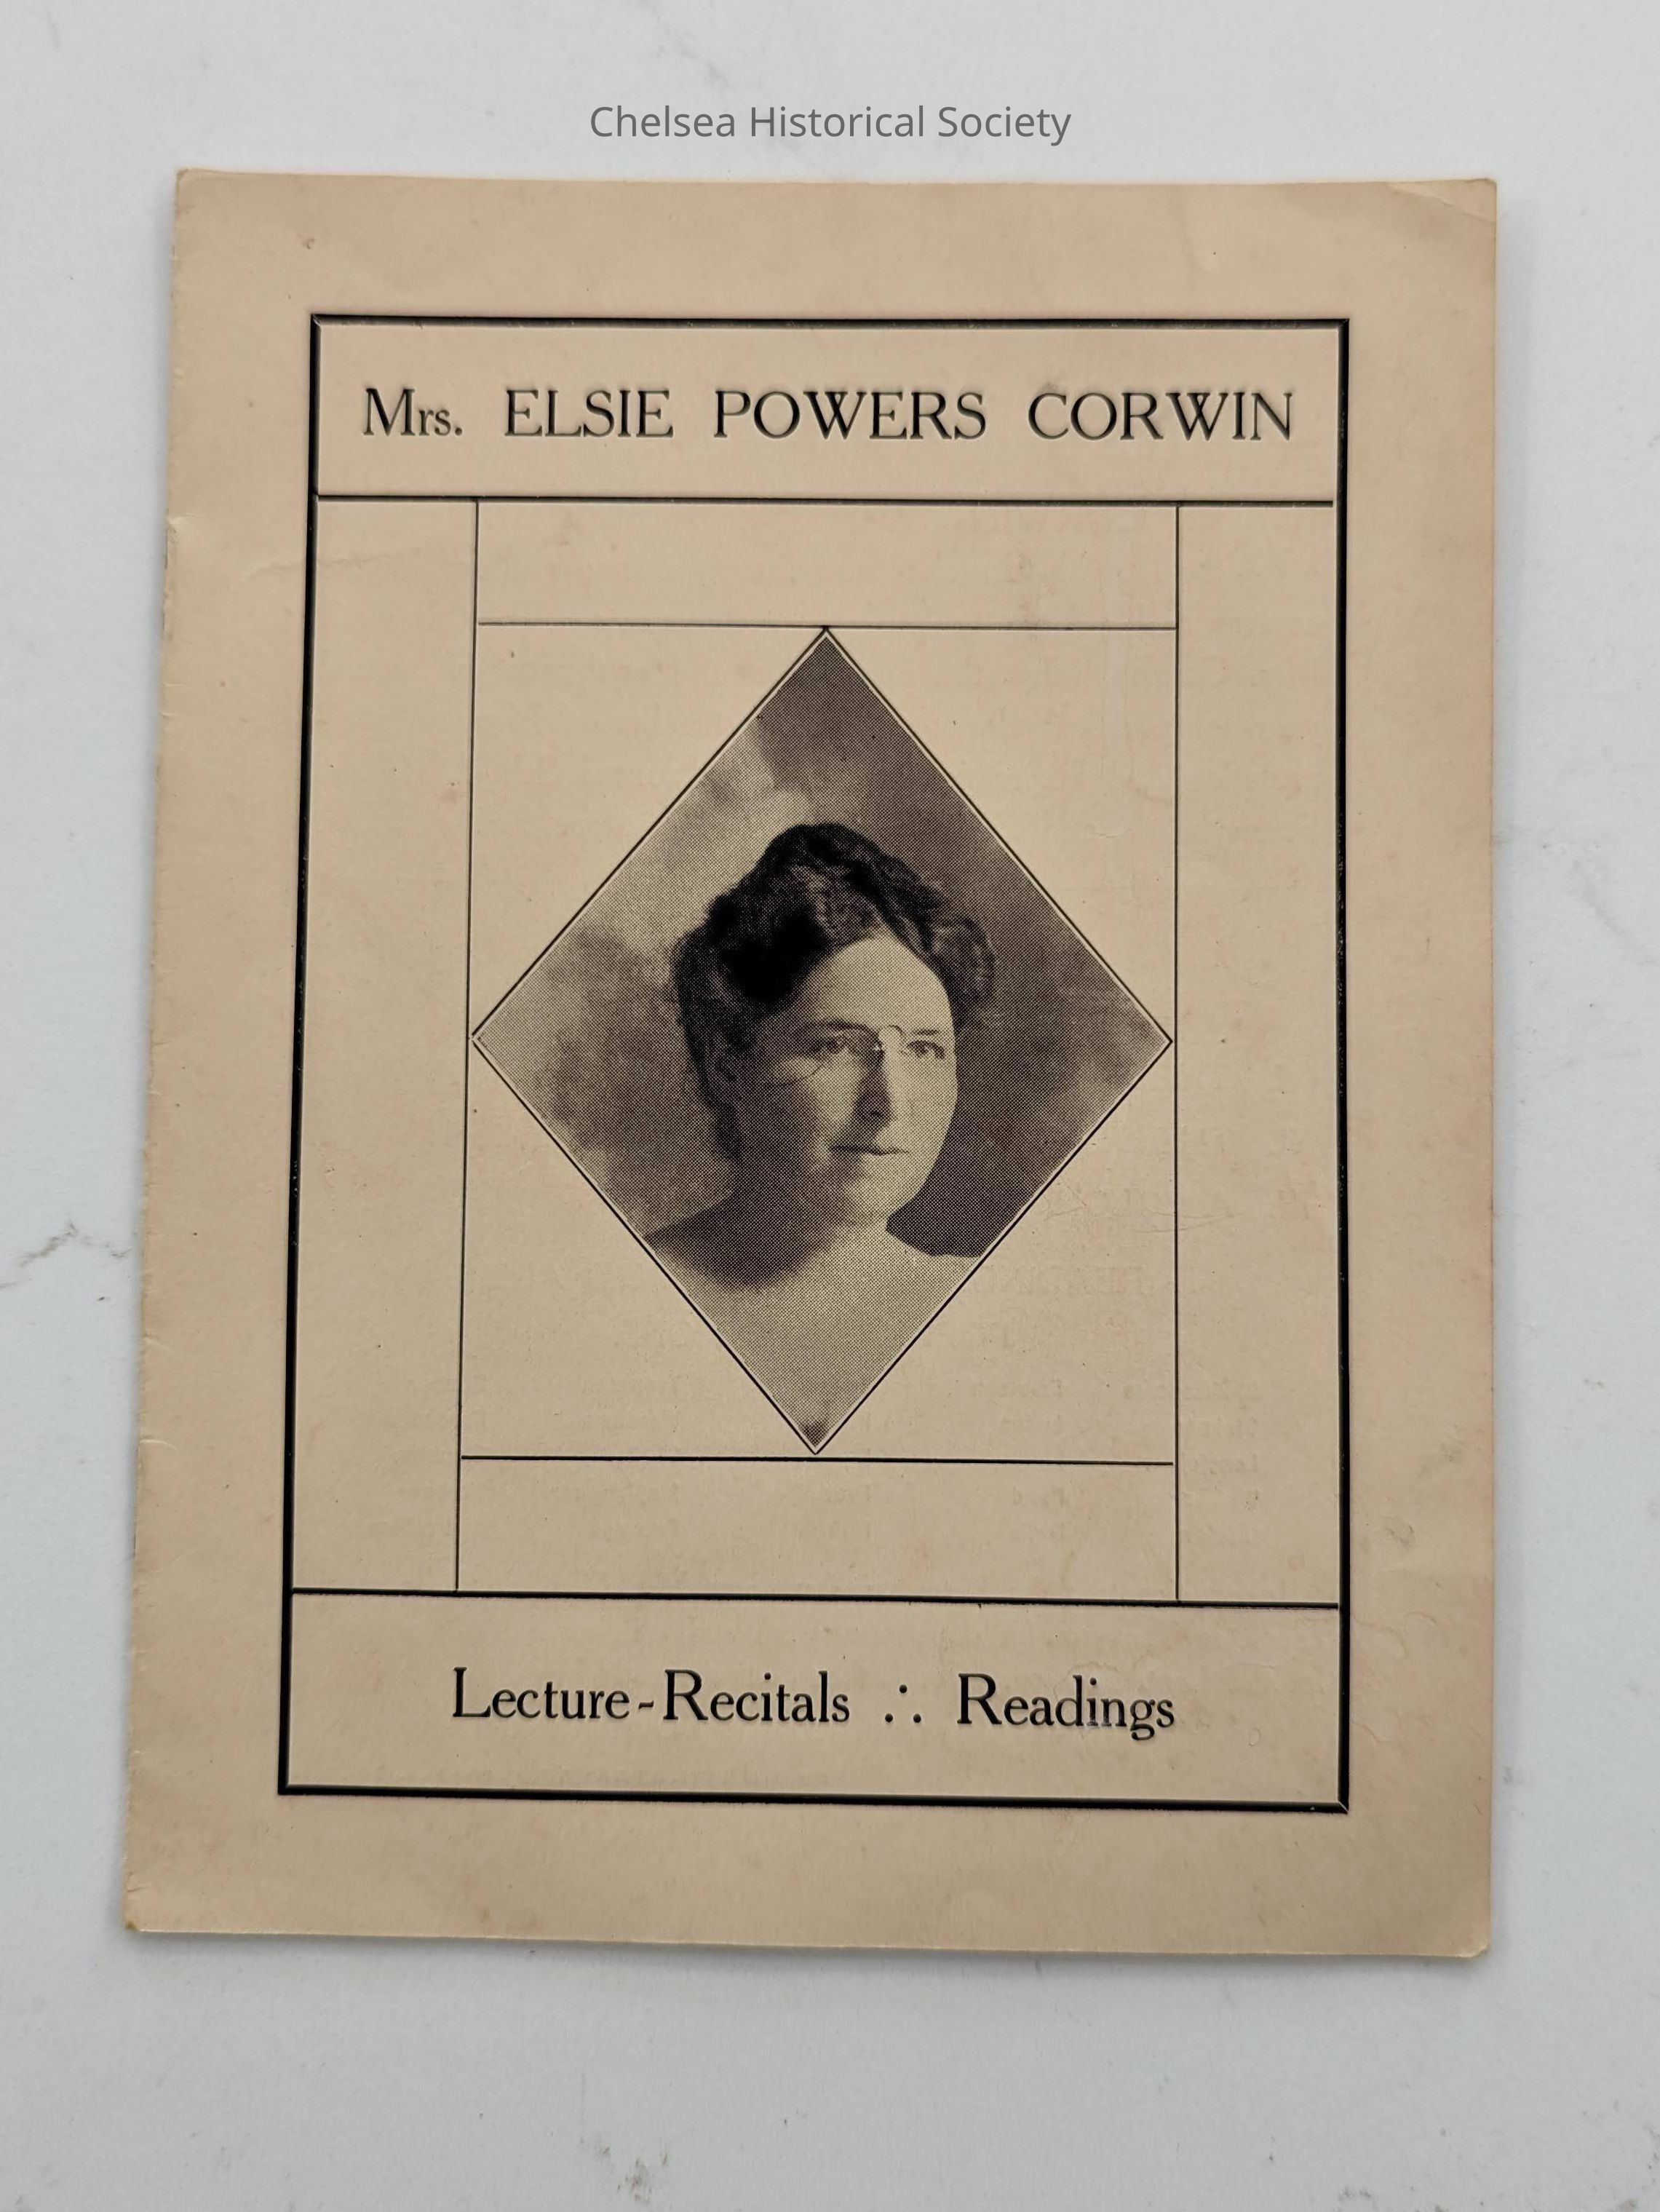 Chelsea Historical Society
Mrs. ELSIE POWERS CORWIN
Lecture-Recitals ∴ Readings